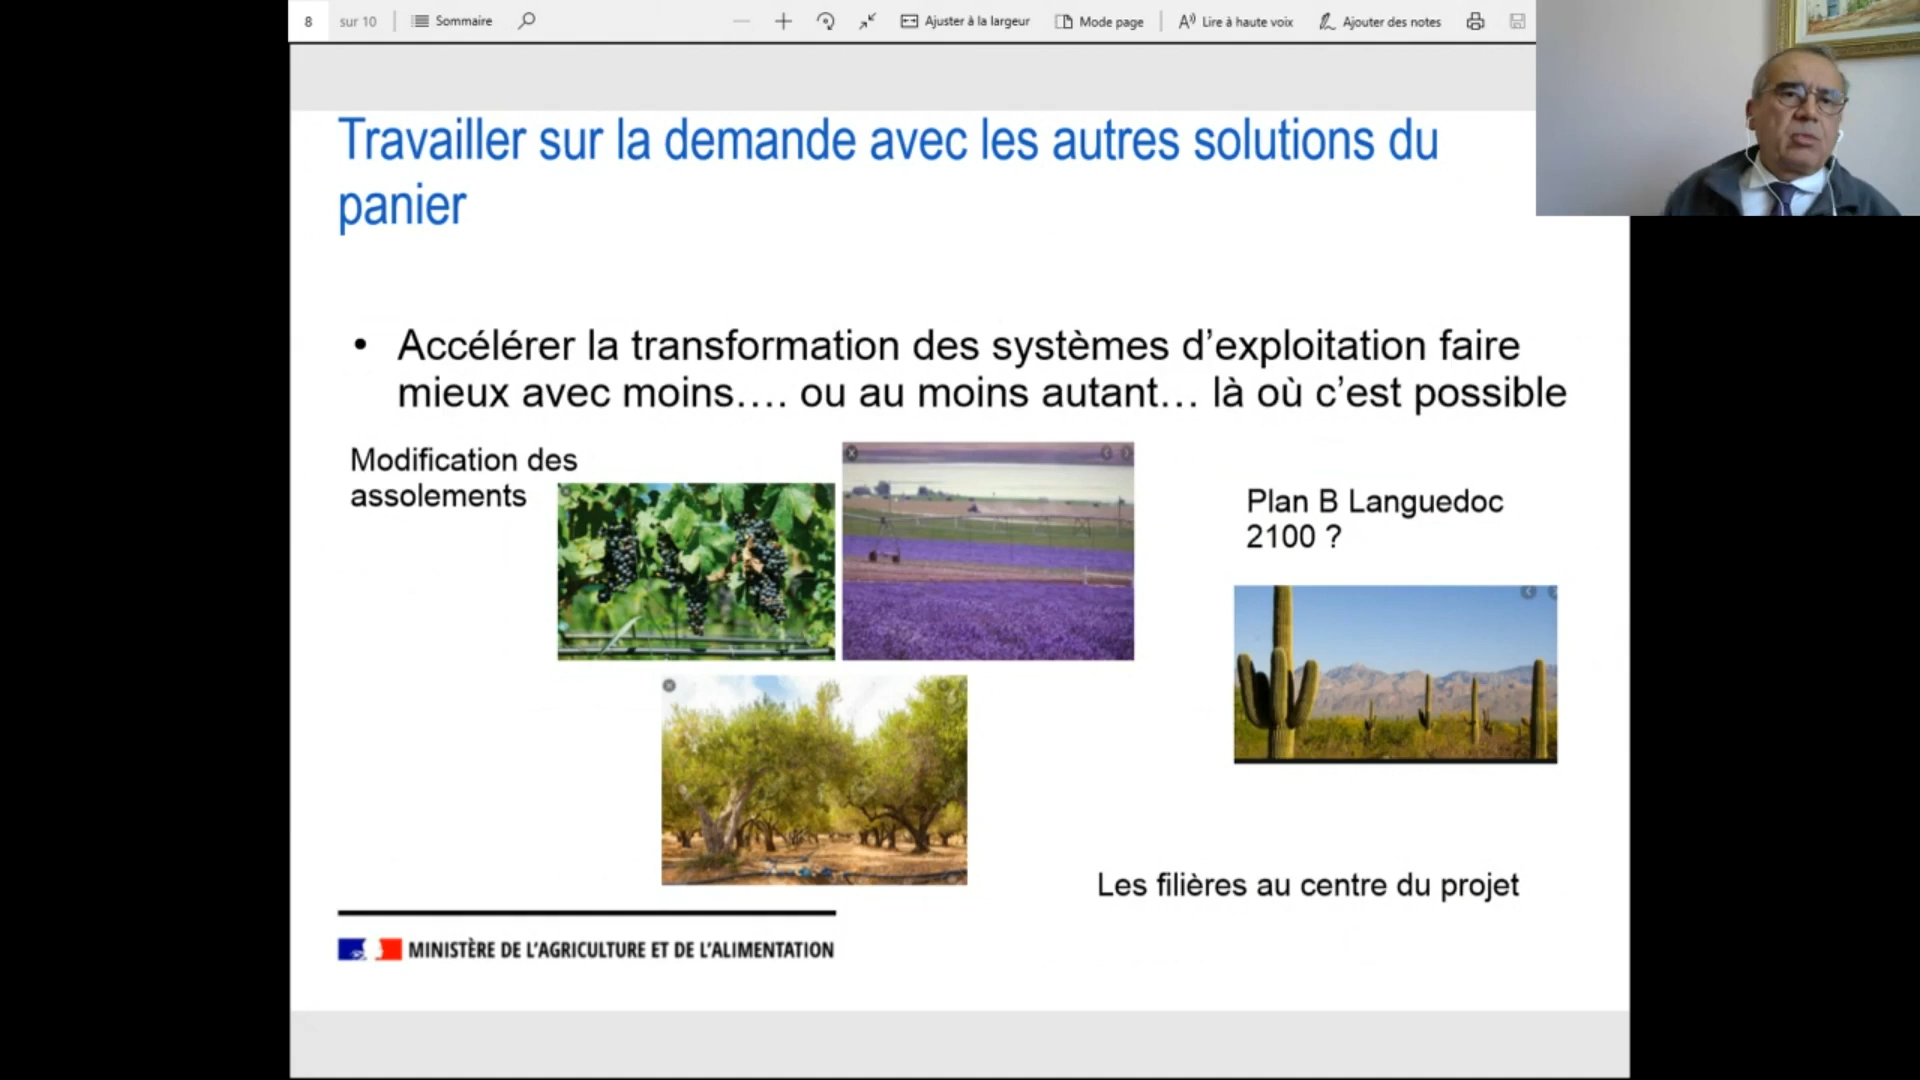 8 sur 10 Sommaire Ajuster à la largeur Mode page Lire à haute voix Ajouter des notes
Travailler sur la demande avec les autres solutions du
panier
• Accélérer la transformation des systèmes d’exploitation faire
mieux avec moins…. ou au moins autant… là où c’est possible
Modification des
assolements
Plan B Languedoc
2100 ?
Les filières au centre du projet
MINISTÈRE DE L’AGRICULTURE ET DE L’ALIMENTATION